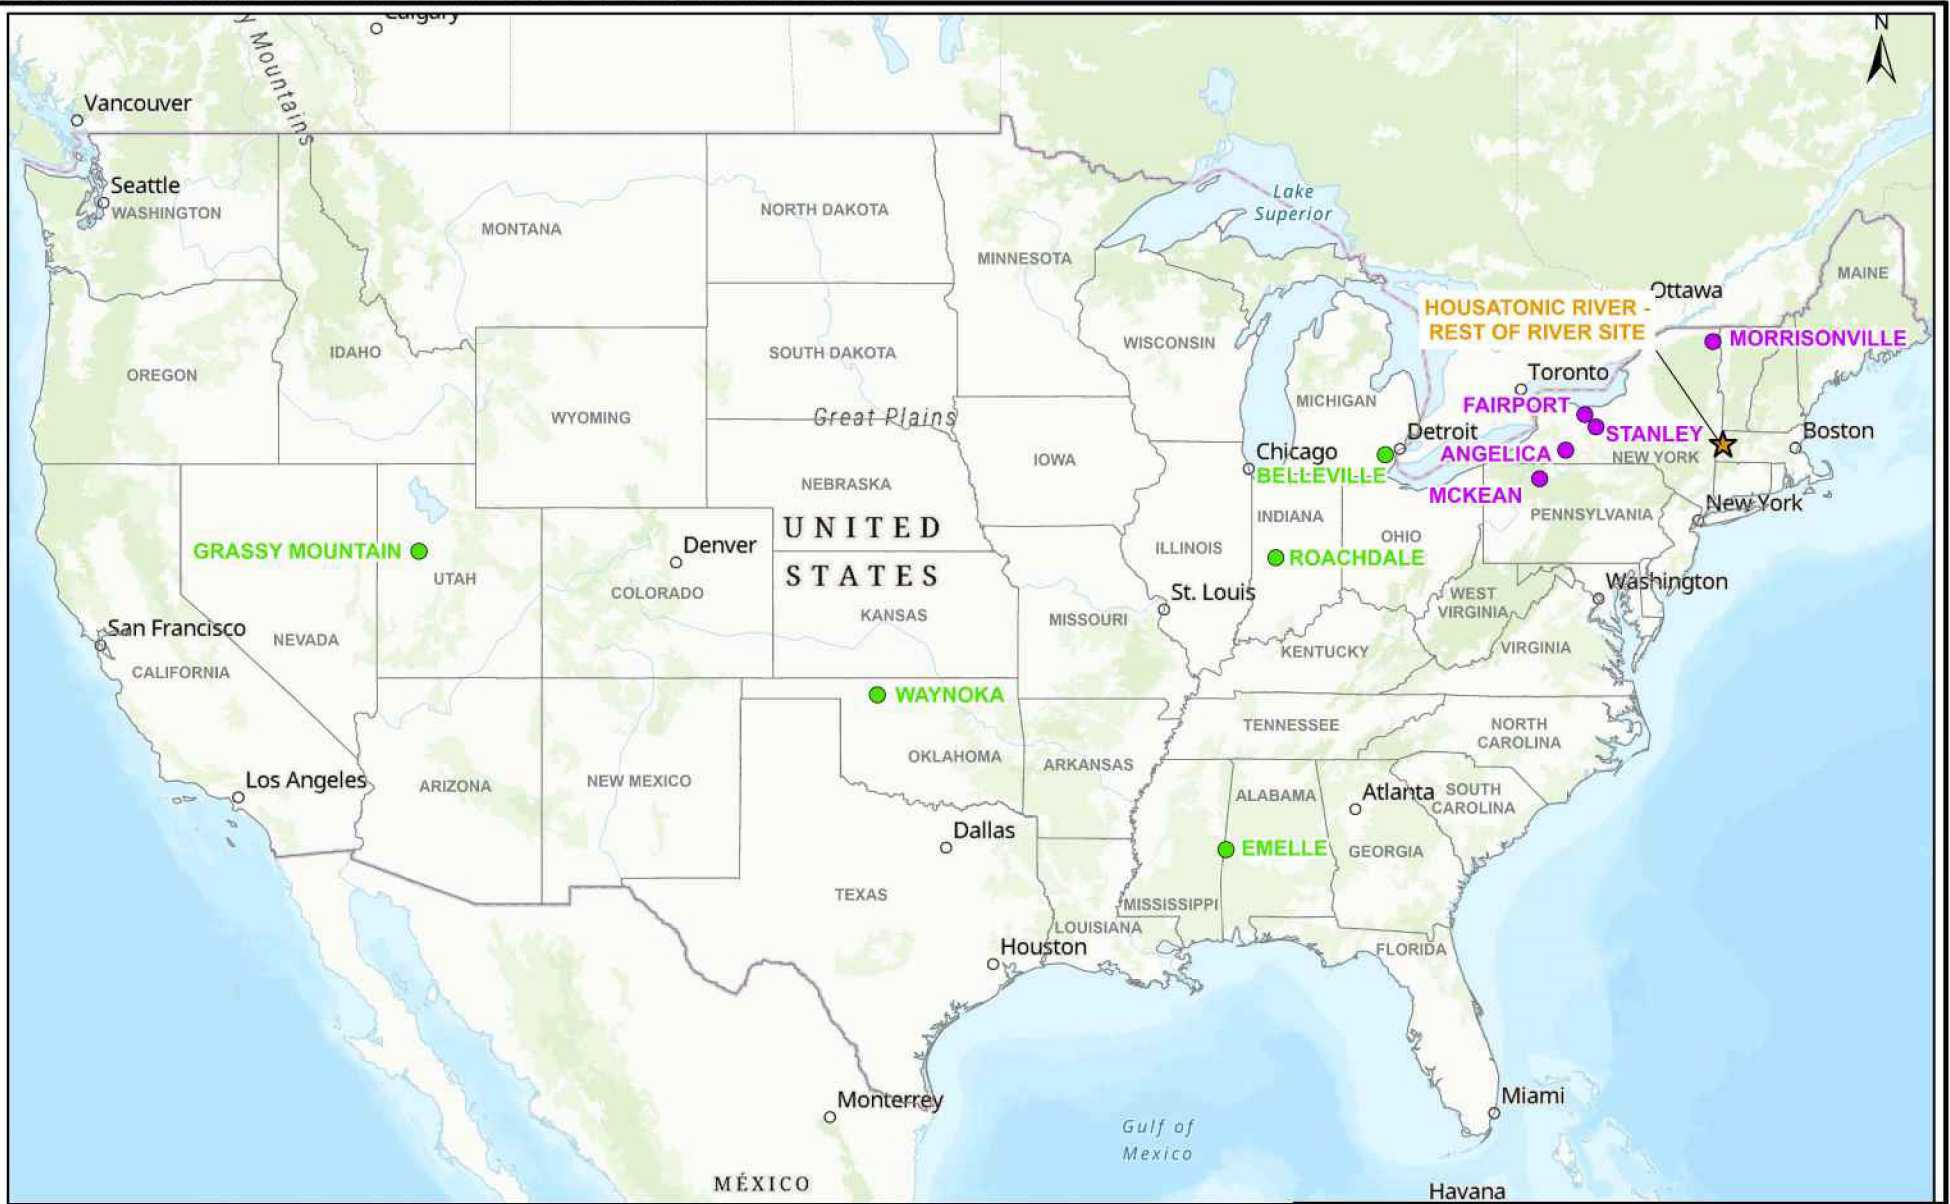 Calgary
N
y Mountains
Vancouver
Seattle
WASHINGTON
MONTANA
NORTH DAKOTA
MINNESOTA
Lake
Superior
Ottawa
MAINE
HOUSATONIC RIVER -
REST OF RIVER SITE
MORRISONVILLE
OREGON
IDAHO
WYOMING
SOUTH DAKOTA
WISCONSIN
MICHIGAN
Toronto
FAIRPORT
STANLEY
ANGELICA
NEW YORK
Boston
Great Plains
Detroit
Chicago
BELLEVILLE
MCKEAN
New York
IOWA
NEBRASKA
INDIANA
PENNSYLVANIA
UNITED
STATES
OHIO
ILLINOIS
ROACHDALE
GRASSY MOUNTAIN
UTAH
Denver
COLORADO
KANSAS
St. Louis
MISSOURI
WEST
VIRGINIA
Washington
San Francisco
NEVADA
CALIFORNIA
KENTUCKY
VIRGINIA
WAYNOKA
TENNESSEE
NORTH
CAROLINA
OKLAHOMA
ARKANSAS
Los Angeles
ARIZONA
NEW MEXICO
ALABAMA
Atlanta
SOUTH
CAROLINA
Dallas
EMELLE
GEORGIA
TEXAS
MISSISSIPPI
LOUISIANA
Houston
FLORIDA
Monterrey
Miami
Gulf of
Mexico
MÉXICO
Havana